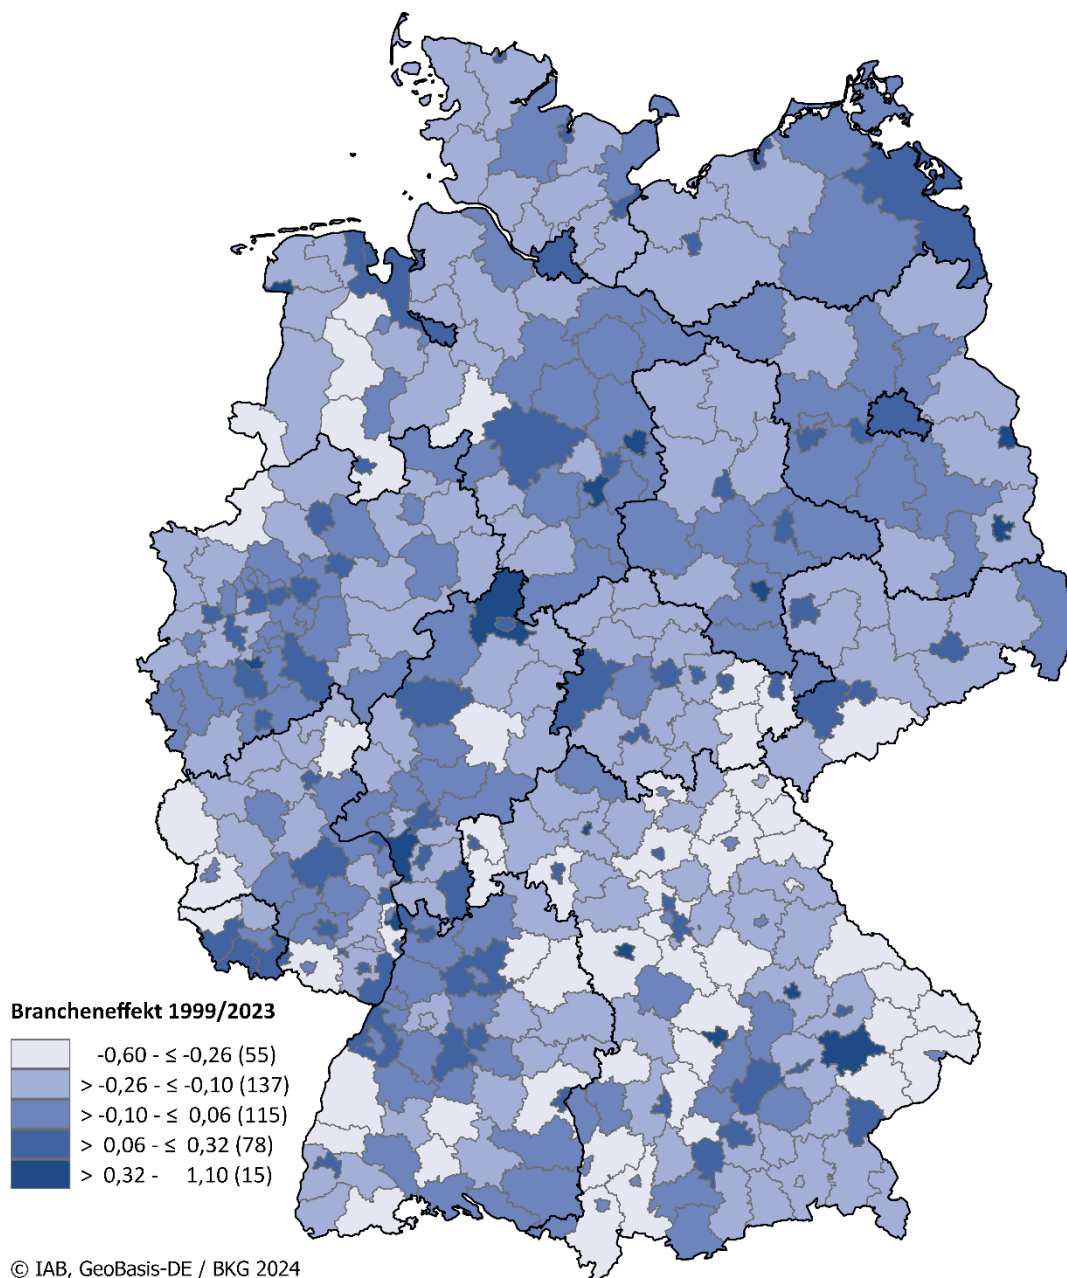 Brancheneffekt 1999/2023
-0,60 - ≤ -0,26 (55)
> -0,26 - ≤ -0,10 (137)
> -0,10 - ≤ 0,06 (115)
> 0,06 - ≤ 0,32 (78)
> 0,32 - 1,10 (15)
© IAB, GeoBasis-DE / BKG 2024